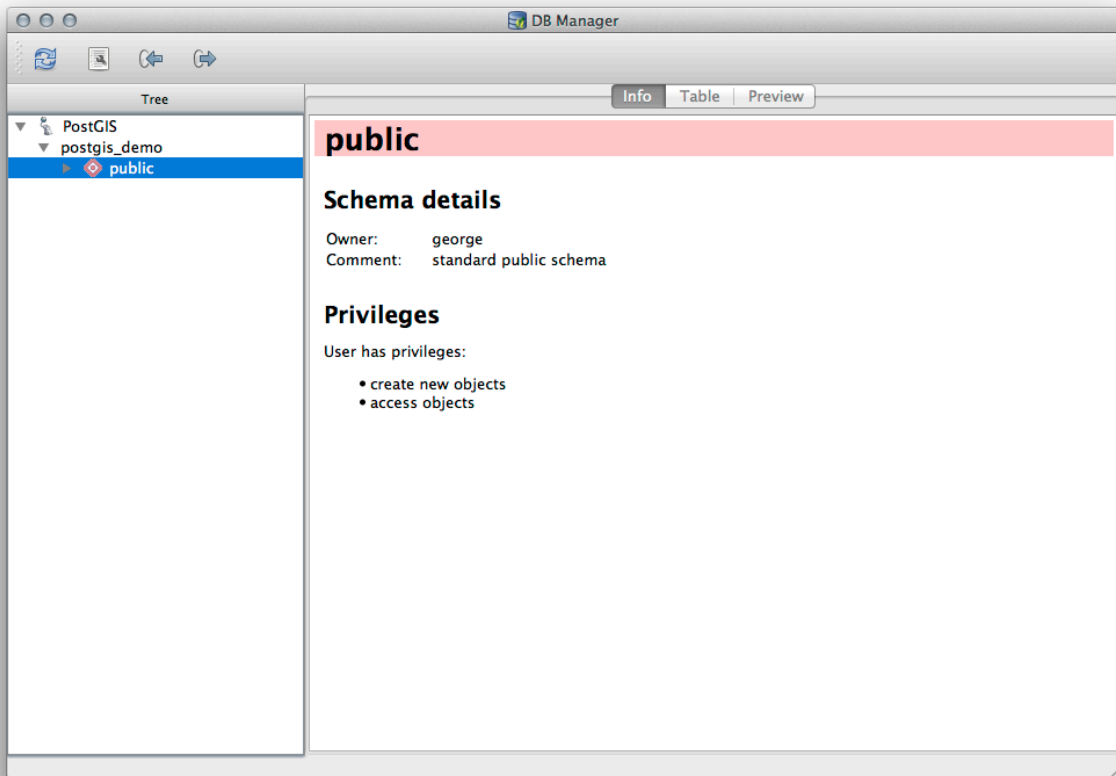 DB Manager
Tree
Info Table Preview
PostGIS
postgis_demo
public
public
Schema details
Owner: george
Comment: standard public schema
Privileges
User has privileges:
• create new objects
• access objects